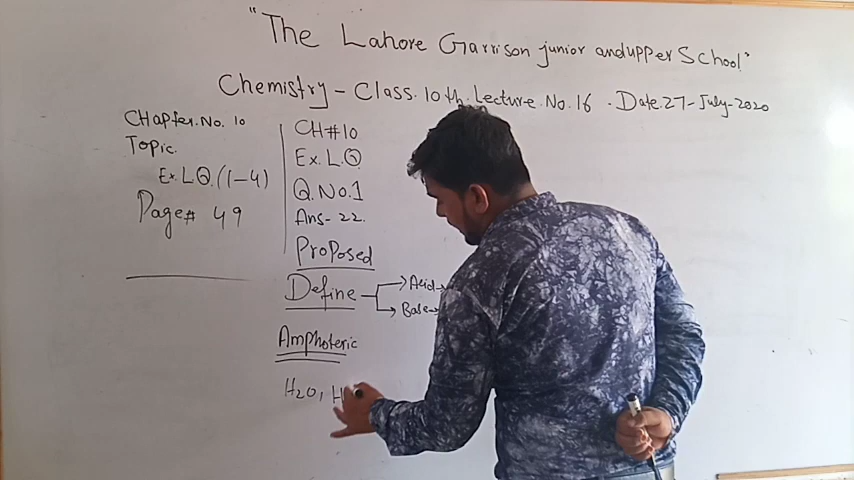 "The Lahore Garrison junior and upper School"
Chemistry - Class. 10th. Lecture. No. 16 . Date. 27-July-2020
CHapter. No. 10
Topic.
Ex. L Q. (1-4)
Page# 49
CH#10
Ex. L. Q
Q. No. 1
Ans- 22.
Proposed
Define → Acid →
→ Base →
Amphoteric
H2O, H